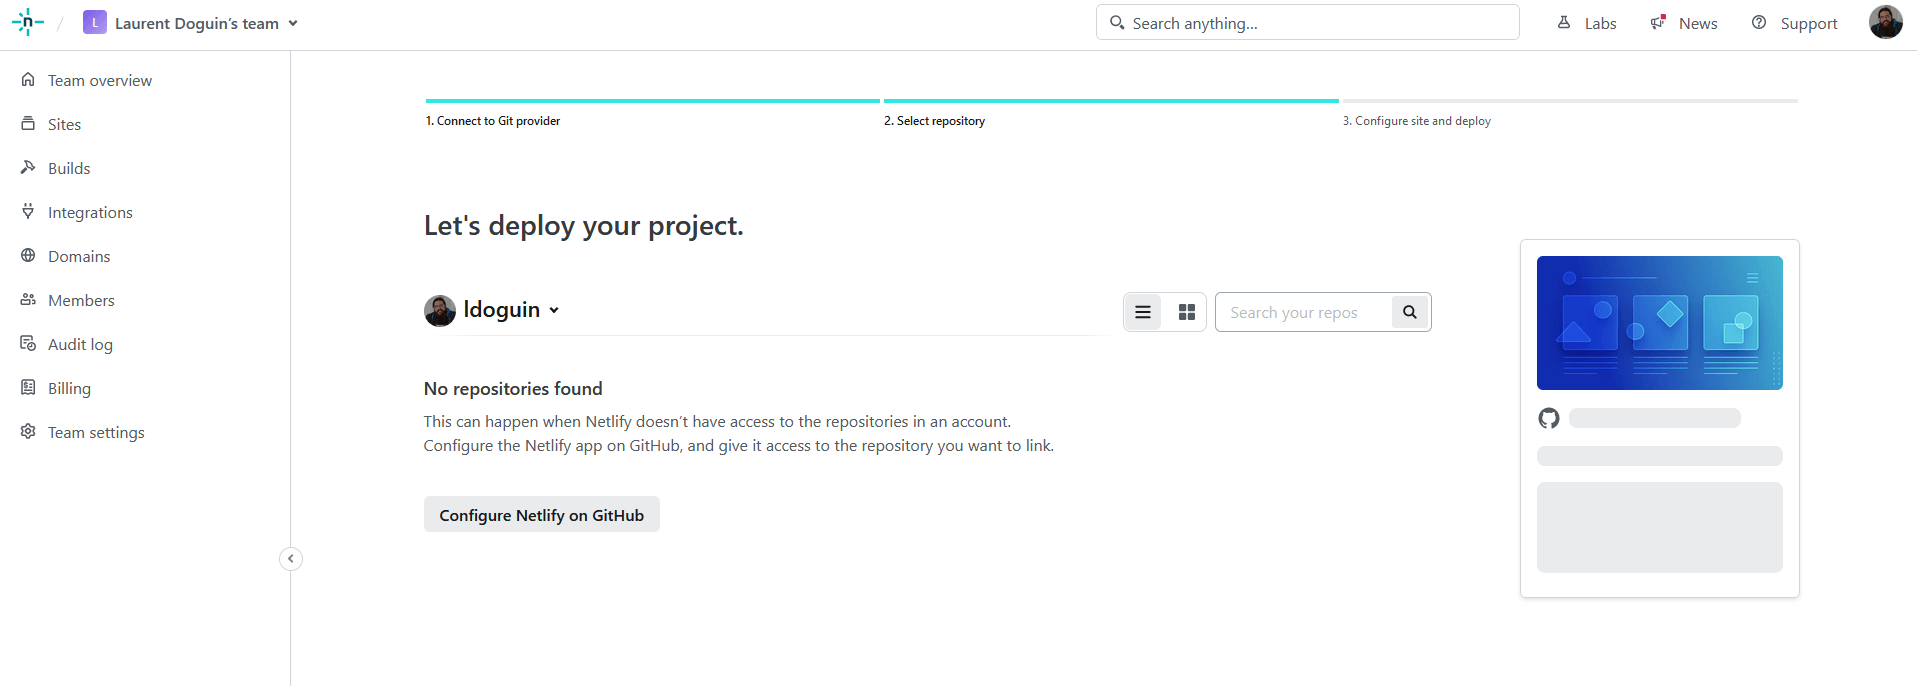 n / L Laurent Doguin's team
Search anything...
Labs
News
Support
Team overview
Sites
Builds
Integrations
Domains
Members
Audit log
Billing
Team settings
1. Connect to Git provider
2. Select repository
3. Configure site and deploy
Let's deploy your project.
ldoguin
Search your repos
No repositories found
This can happen when Netlify doesn’t have access to the repositories in an account.
Configure the Netlify app on GitHub, and give it access to the repository you want to link.
Configure Netlify on GitHub